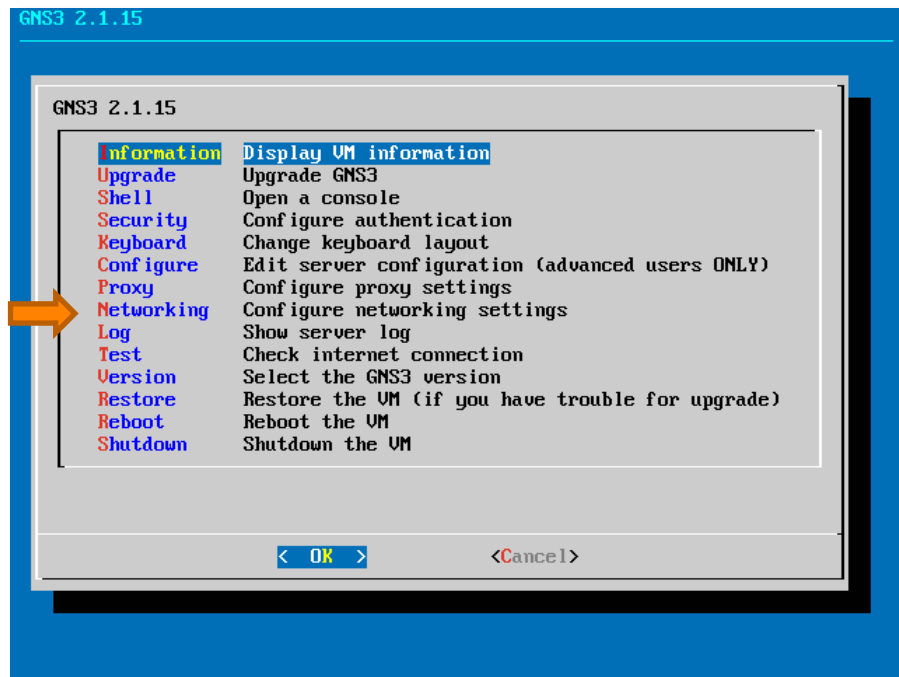 GNS3 2.1.15
GNS3 2.1.15
Information Display VM information
Upgrade Upgrade GNS3
Shell Open a console
Security Configure authentication
Keyboard Change keyboard layout
Configure Edit server configuration (advanced users ONLY)
Proxy Configure proxy settings
Networking Configure networking settings
Log Show server log
Test Check internet connection
Version Select the GNS3 version
Restore Restore the VM (if you have trouble for upgrade)
Reboot Reboot the VM
Shutdown Shutdown the VM
< OK > <Cancel>